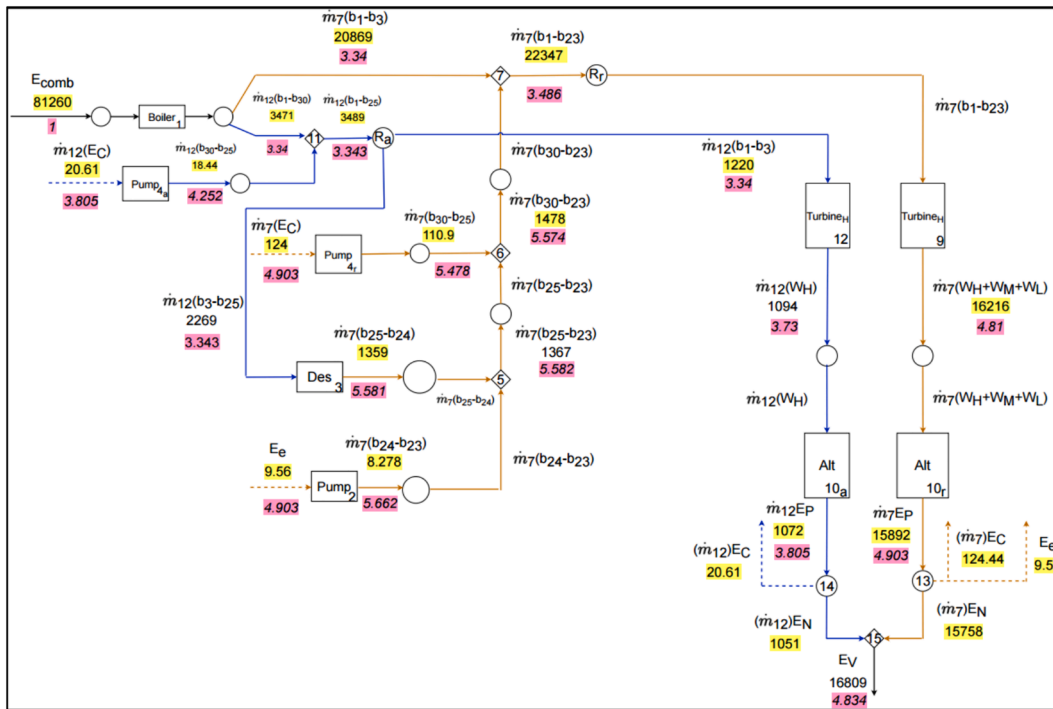 ṁ7(b1-b3)
20869
3.34
ṁ7(b1-b23)
22347
3.486
7
Rr
ṁ7(b1-b23)
Ecomb
81260
1
Boiler1
ṁ12(b1-b30)
3471
3.34
11
ṁ12(b1-b25)
3489
3.343
Ra
ṁ12(EC)
20.61
3.805
Pump4a
ṁ12(b30-b25)
18.44
4.252
ṁ7(b30-b23)
ṁ12(b1-b3)
1220
3.34
TurbineH
12
TurbineH
9
ṁ7(EC)
124
4.903
Pump
4r
ṁ7(b30-b25)
110.9
5.478
ṁ7(b30-b23)
1478
5.574
6
ṁ7(b25-b23)
ṁ12(b3-b25)
2269
3.343
ṁ12(WH)
1094
3.73
ṁ7(WH+WM+WL)
16216
4.81
Des
3
ṁ7(b25-b24)
1359
5.581
ṁ7(b25-b24)
5
ṁ7(b25-b23)
1367
5.582
ṁ12(WH)
ṁ7(WH+WM+WL)
Ee
9.56
4.903
Pump2
ṁ7(b24-b23)
8.278
5.662
ṁ7(b24-b23)
Alt
10a
Alt
10r
(ṁ12)EC
20.61
ṁ12EP
1072
3.805
14
ṁ7EP
15892
4.903
13
(ṁ7)EC
124.44
Ee
9.5
(ṁ12)EN
1051
(ṁ7)EN
15758
15
EV
16809
4.834